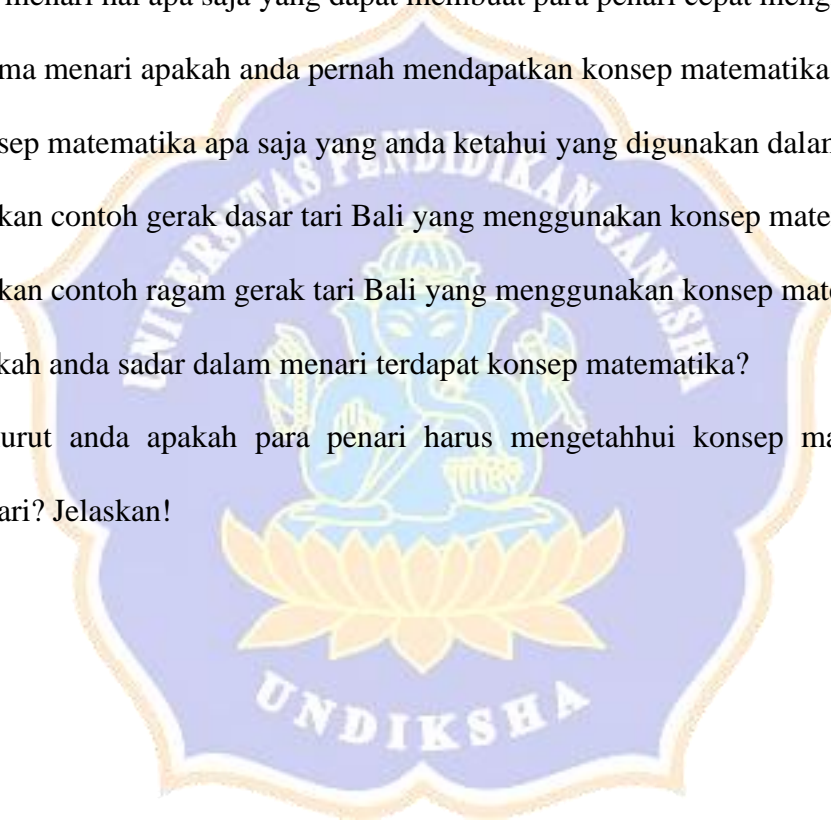 menari hal apa saja yang dapat membuat para penari cepat meng
ma menari apakah anda pernah mendapatkan konsep matematika
sep matematika apa saja yang anda ketahui yang digunakan dalam
kan contoh gerak dasar tari Bali yang menggunakan konsep mate
kan contoh ragam gerak tari Bali yang menggunakan konsep mat
kah anda sadar dalam menari terdapat konsep matematika?
urut anda apakah para penari harus mengetahhui konsep ma
ari? Jelaskan!
UNIVERSITAS PENDIDIKAN GANESHA
UNDIKSHA